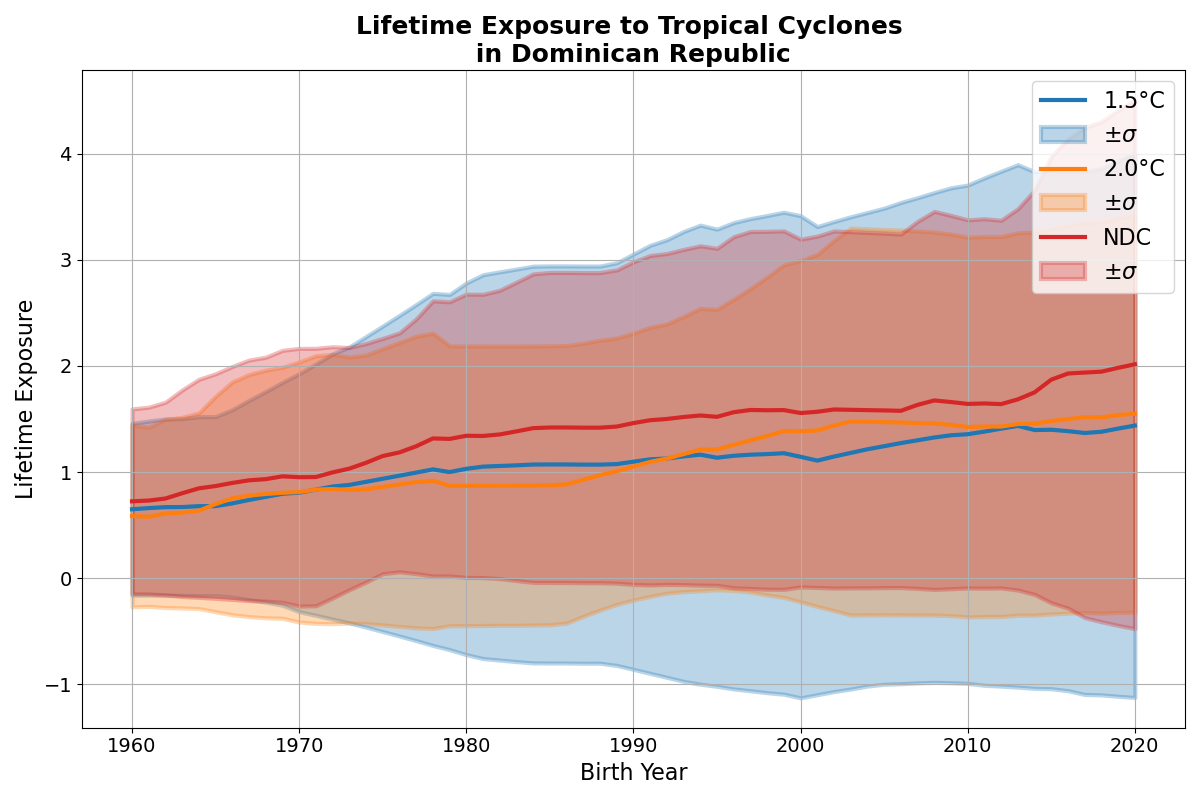 Lifetime Exposure to Tropical Cyclones
in Dominican Republic
Lifetime Exposure
4
3
2
1
0
−1
1960 1970 1980 1990 2000 2010 2020
Birth Year
1.5°C
±σ
2.0°C
±σ
NDC
±σ